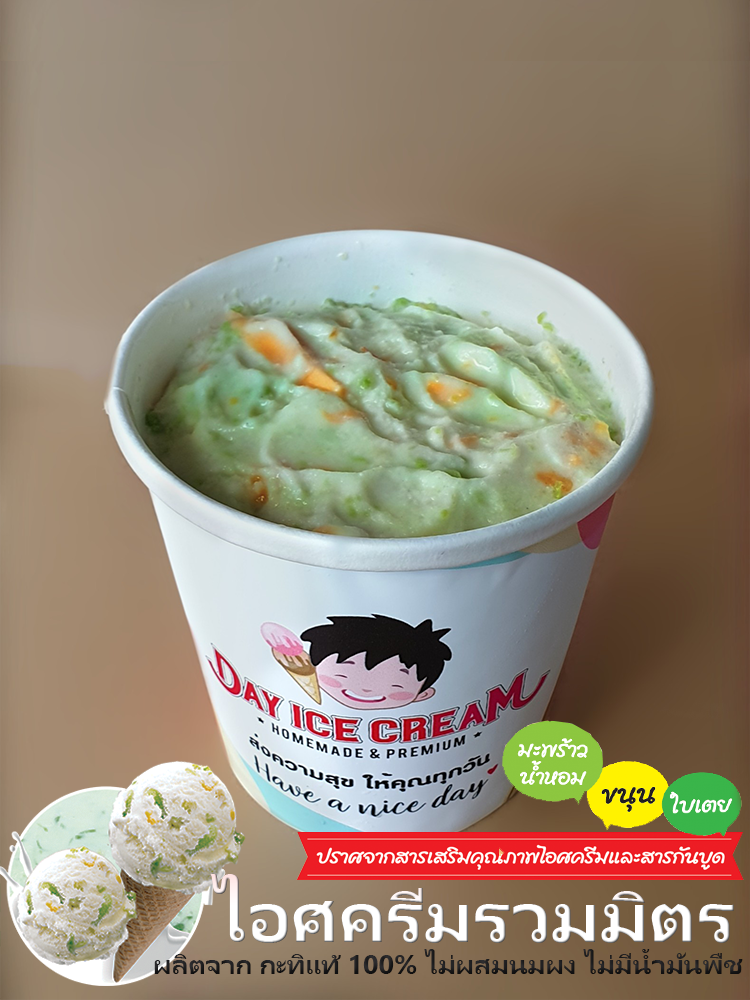 DAY ICE CREAM
* HOMEMADE & PREMIUM *
ส่งความสุข ให้คุณทุกวัน
Have a nice day
มะพร้าว
น้ำหอม
ขนุน
ใบเตย
ปราศจากสารเสริมคุณภาพไอศครีมและสารกันบูด
ไอศครีมรวมมิตร
ผลิตจาก กะทิแท้ 100% ไม่ผสมนมผง ไม่มีน้ำมันพืช